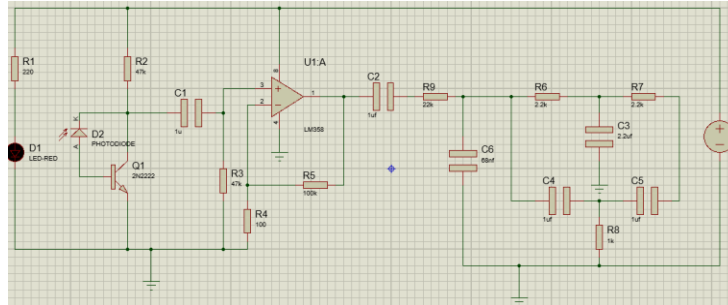 R1
220
R2
47k
C1
1u
U1:A
3
2
1
8
4
LM358
C2
1uf
R9
22k
R6
2.2k
R7
2.2k
C3
2.2uf
D1
LED-RED
D2
PHOTODIODE
K
A
Q1
2N2222
R3
47k
R5
100k
R4
100
C6
68nf
C4
1uf
C5
1uf
R8
1k